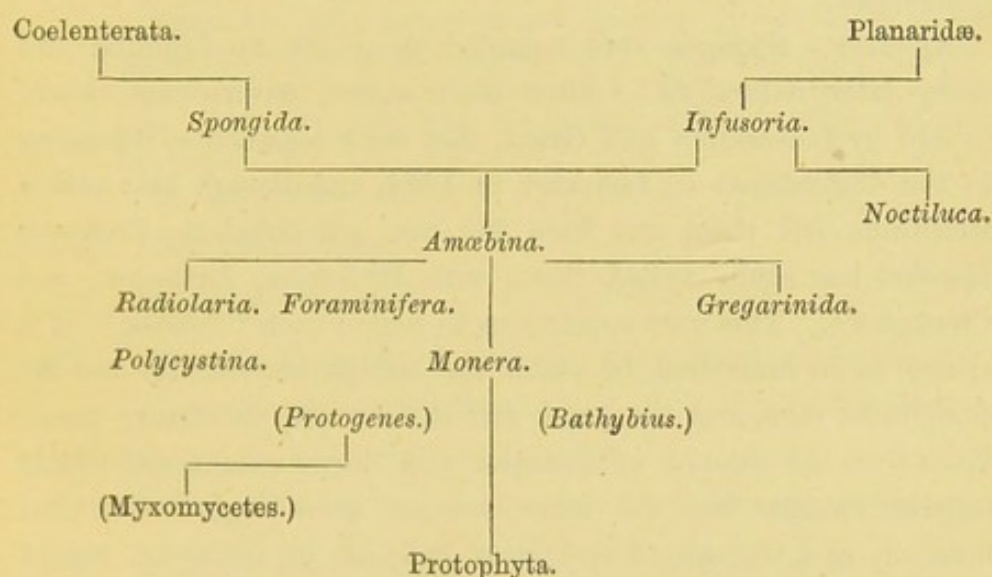 Coelenterata. Planaridæ.
Spongida. Infusoria.
Noctiluca.
Amœbina.
Radiolaria. Foraminifera. Gregarinida.
Polycystina. Monera.
(Protogenes.) (Bathybius.)
(Myxomycetes.)
Protophyta.